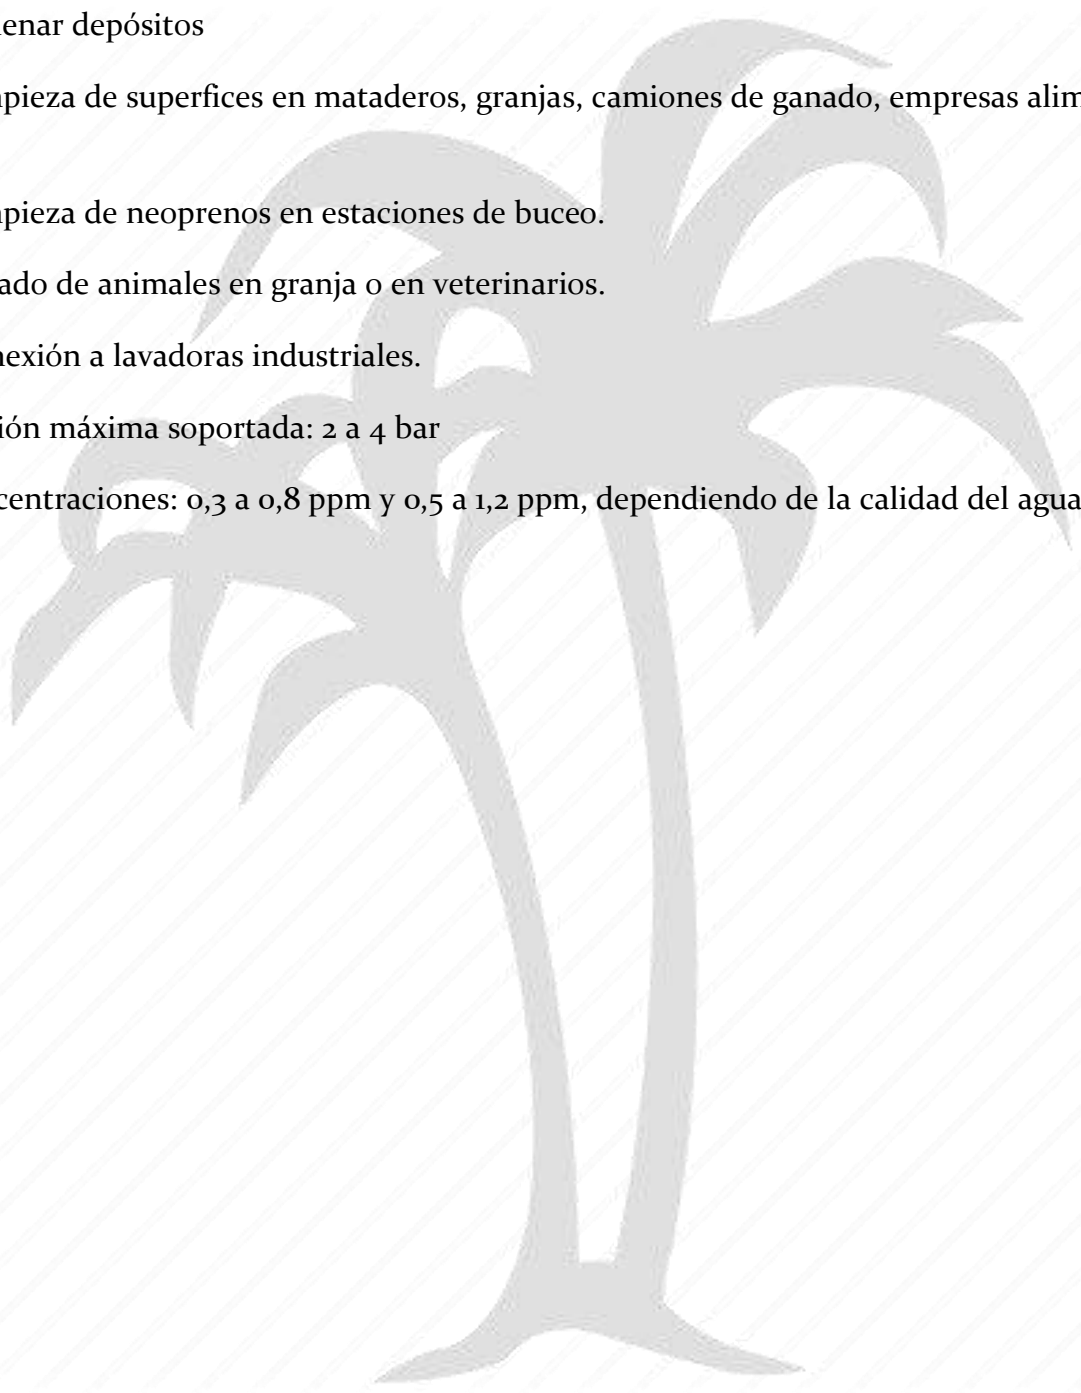 enar depósitos
pieza de superfices en mataderos, granjas, camiones de ganado, empresas alim
pieza de neoprenos en estaciones de buceo.
ado de animales en granja o en veterinarios.
nexión a lavadoras industriales.
ión máxima soportada: 2 a 4 bar
centraciones: 0,3 a 0,8 ppm y 0,5 a 1,2 ppm, dependiendo de la calidad del agua